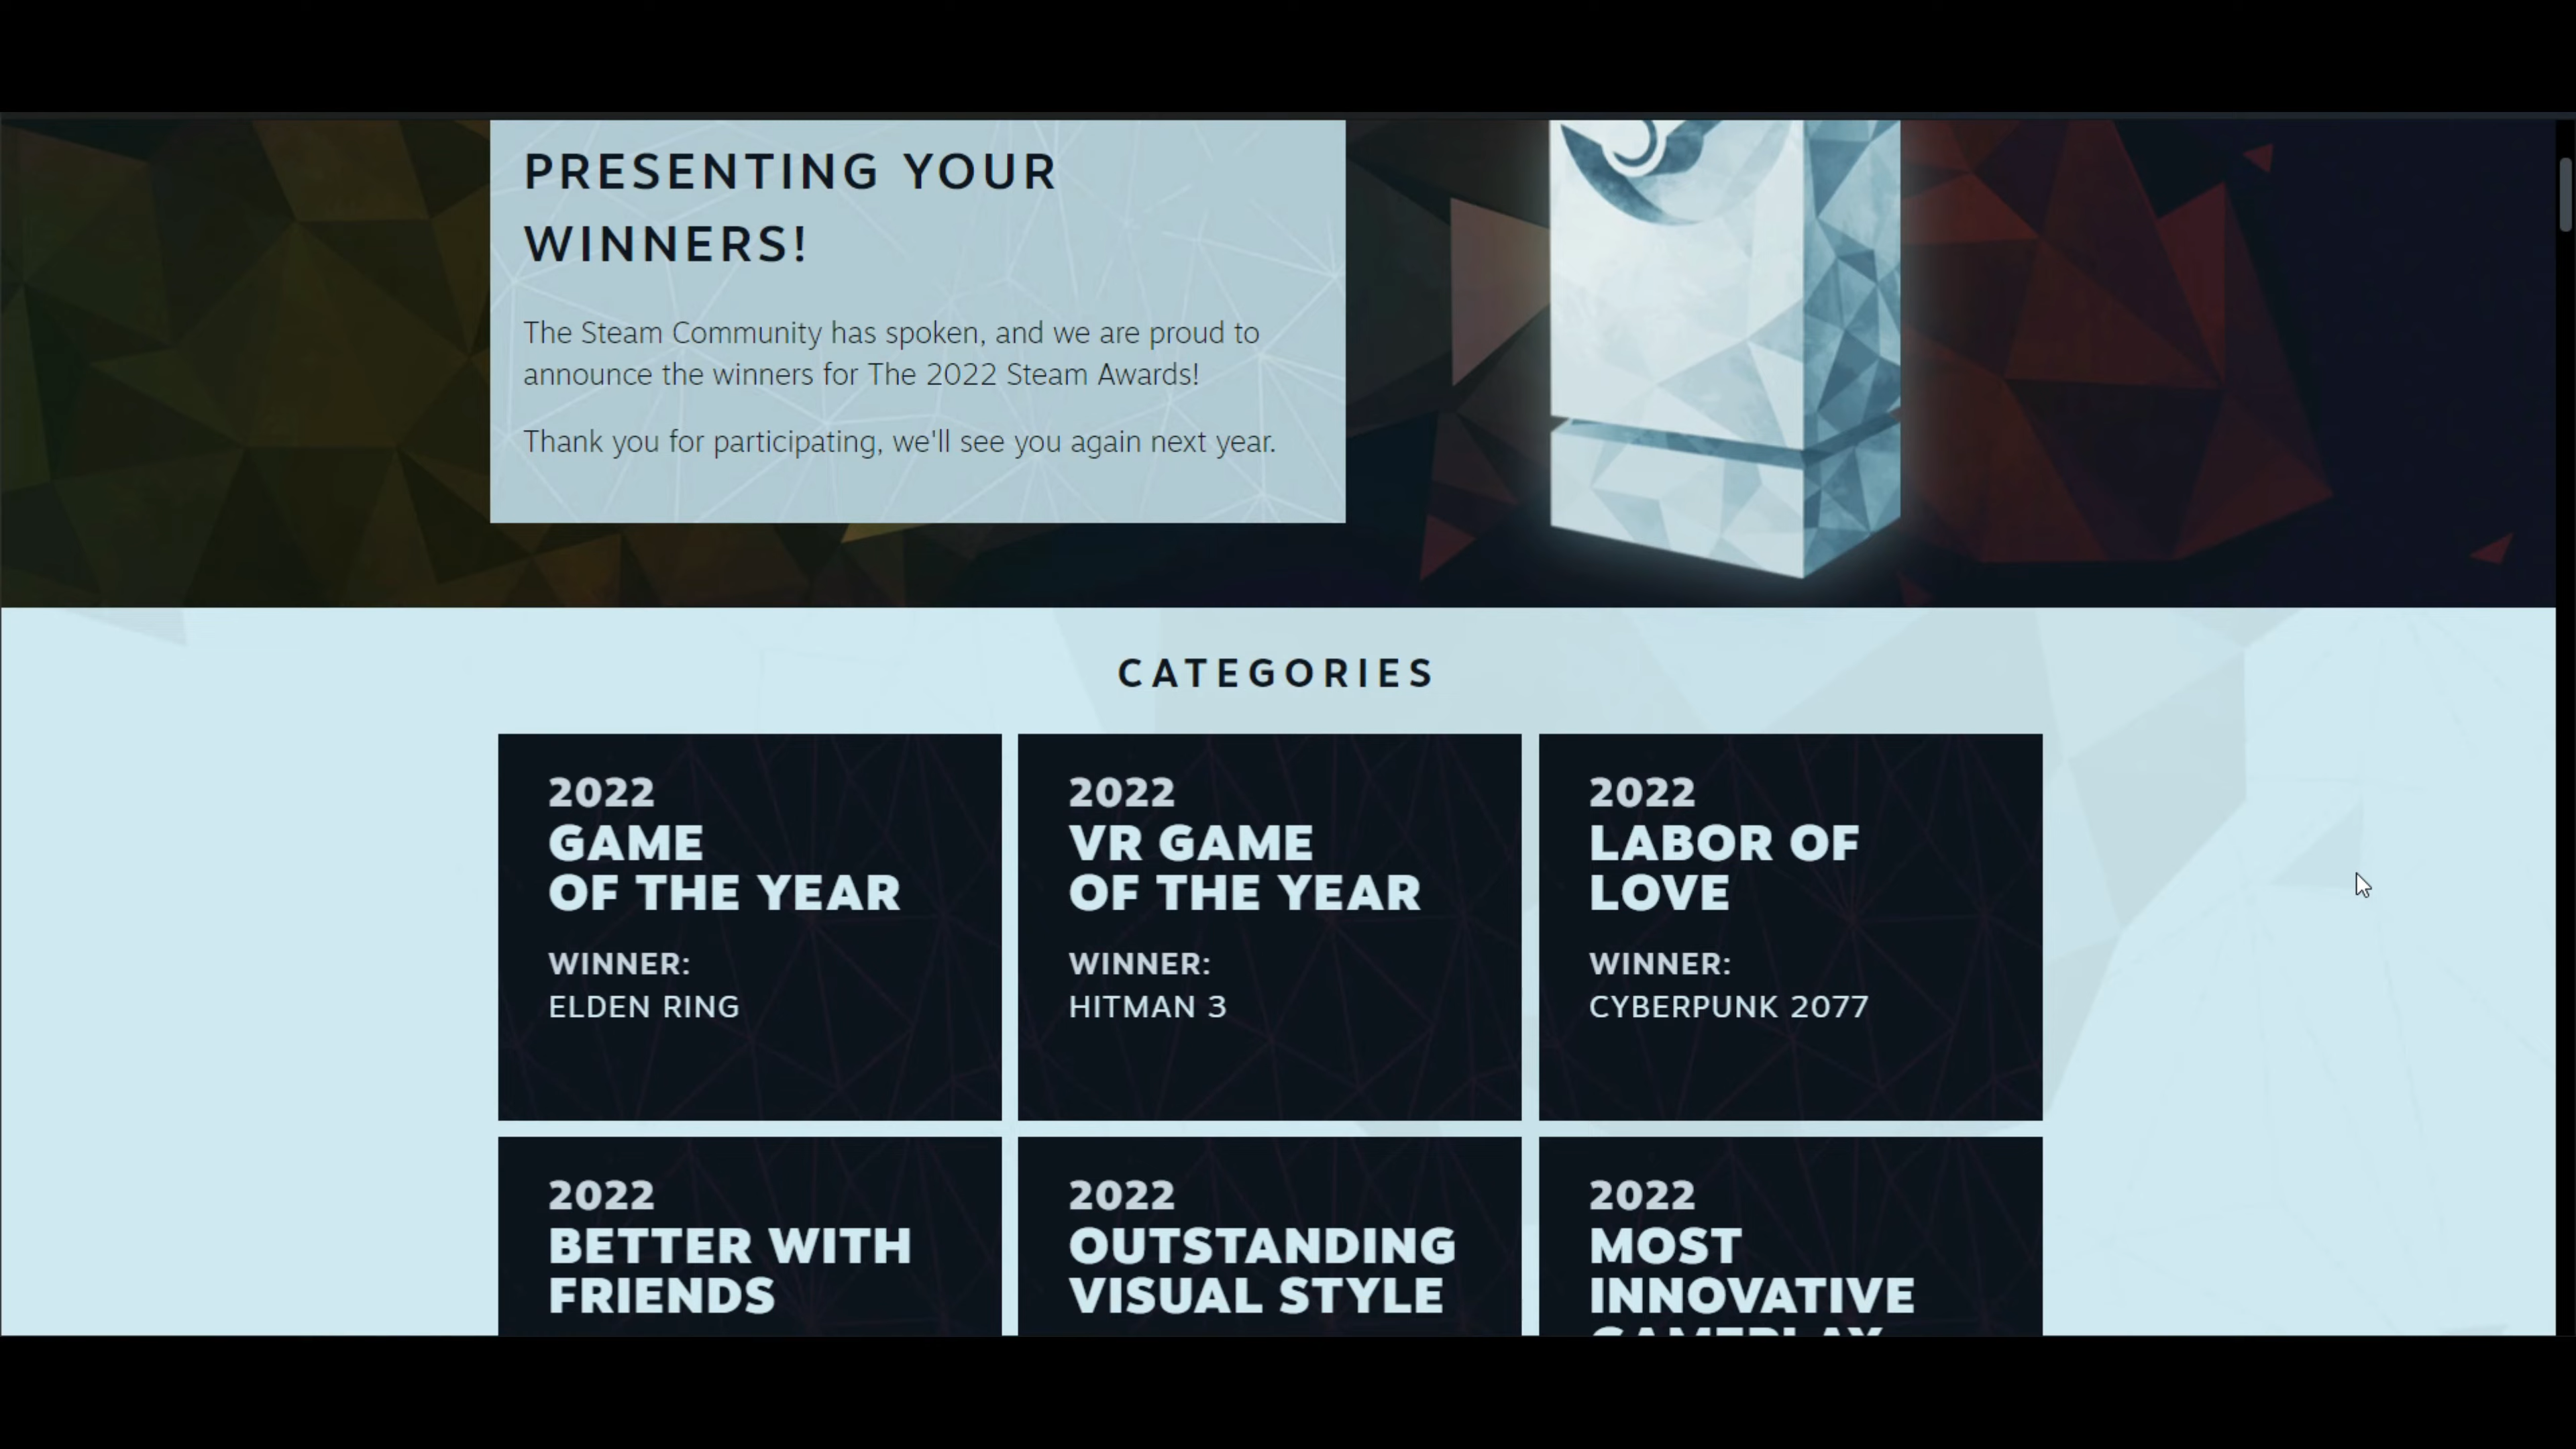 PRESENTING YOUR
WINNERS!
The Steam Community has spoken, and we are proud to
announce the winners for The 2022 Steam Awards!
Thank you for participating, we'll see you again next year.
CATEGORIES
2022
GAME
OF THE YEAR
WINNER:
ELDEN RING
2022
VR GAME
OF THE YEAR
WINNER:
HITMAN 3
2022
LABOR OF
LOVE
WINNER:
CYBERPUNK 2077
2022
BETTER WITH
FRIENDS
2022
OUTSTANDING
VISUAL STYLE
2022
MOST
INNOVATIVE
GAMEPLAY